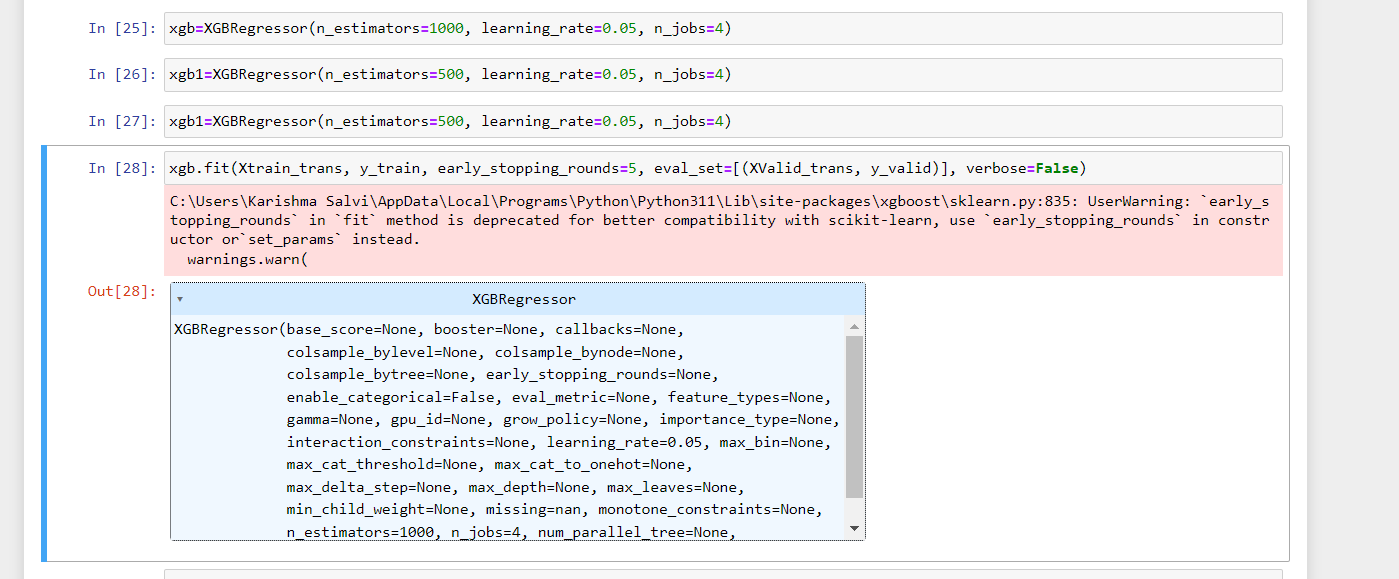 In [25]: xgb=XGBRegressor(n_estimators=1000, learning_rate=0.05, n_jobs=4)
In [26]: xgb1=XGBRegressor(n_estimators=500, learning_rate=0.05, n_jobs=4)
In [27]: xgb1=XGBRegressor(n_estimators=500, learning_rate=0.05, n_jobs=4)
In [28]: xgb.fit(Xtrain_trans, y_train, early_stopping_rounds=5, eval_set=[(XValid_trans, y_valid)], verbose=False)
C:\Users\Karishma Salvi\AppData\Local\Programs\Python\Python311\Lib\site-packages\xgboost\sklearn.py:835: UserWarning: `early_s
topping_rounds` in `fit` method is deprecated for better compatibility with scikit-learn, use `early_stopping_rounds` in constr
uctor or`set_params` instead.
  warnings.warn(
Out[28]:
▾ XGBRegressor
XGBRegressor(base_score=None, booster=None, callbacks=None,
             colsample_bylevel=None, colsample_bynode=None,
             colsample_bytree=None, early_stopping_rounds=None,
             enable_categorical=False, eval_metric=None, feature_types=None,
             gamma=None, gpu_id=None, grow_policy=None, importance_type=None,
             interaction_constraints=None, learning_rate=0.05, max_bin=None,
             max_cat_threshold=None, max_cat_to_onehot=None,
             max_delta_step=None, max_depth=None, max_leaves=None,
             min_child_weight=None, missing=nan, monotone_constraints=None,
             n_estimators=1000, n_jobs=4, num_parallel_tree=None,